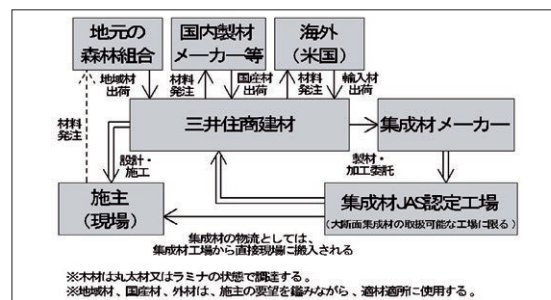 地元の
森林組合
国内製材
メーカー等
海外
(米国)
地域材
出荷
材料
発注
国産材
出荷
材料
発注
輸入材
出荷
材料
発注
三井住商建材
集成材メーカー
設計・
施工
製材・
加工委託
施主
(現場)
集成材JAS認定工場
(大断面集成材の取扱可能な工場に限る)
集成材の物流としては、
集成材工場から直接現場に搬入される
※木材は丸太材又はラミナの状態で調達する。
※地域材、国産材、外材は、施主の要望を鑑みながら、適材適所に使用する。